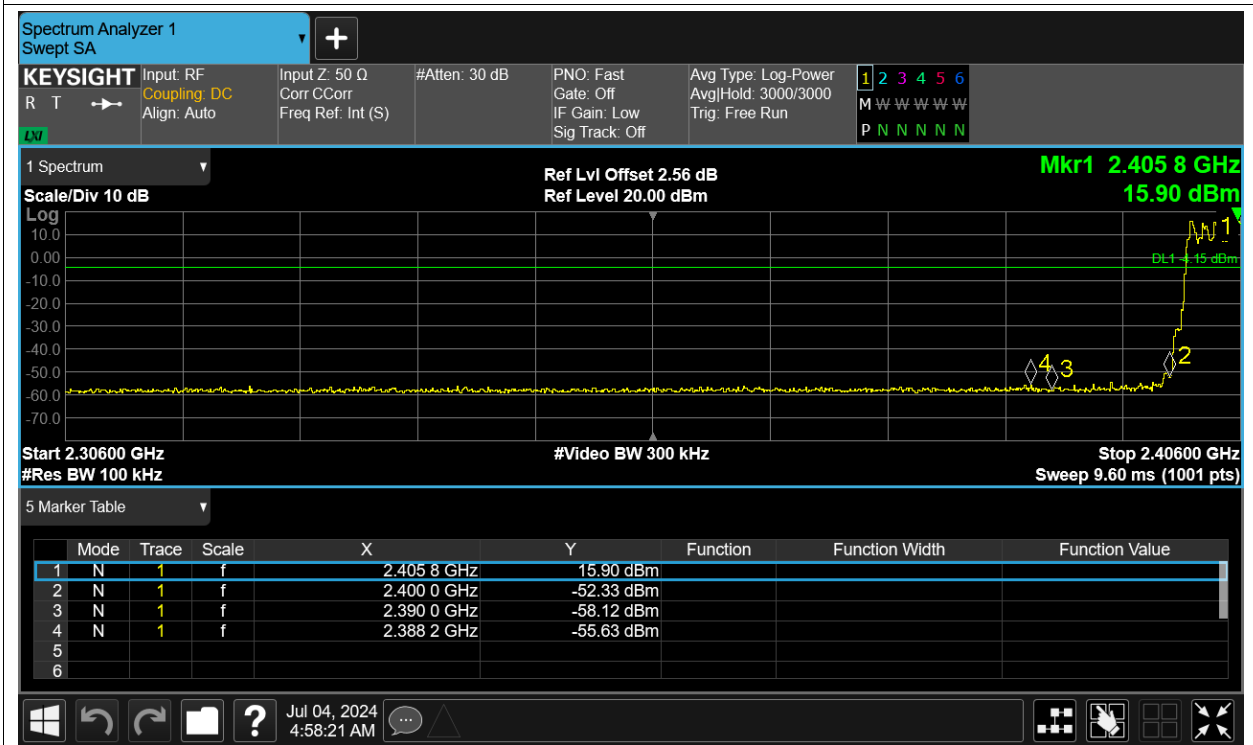 Spectrum Analyzer 1
Swept SA
KEYSIGHT
R T
LXI
Input: RF
Coupling: DC
Align: Auto
Input Z: 50 Ω
Corr CCorr
Freq Ref: Int (S)
#Atten: 30 dB
PNO: Fast
Gate: Off
IF Gain: Low
Sig Track: Off
Avg Type: Log-Power
Avg|Hold: 3000/3000
Trig: Free Run
1 2 3 4 5 6
M W W W W W
P N N N N N
1 Spectrum
Scale/Div 10 dB
Ref Lvl Offset 2.56 dB
Ref Level 20.00 dBm
Mkr1 2.405 8 GHz
15.90 dBm
Log
10.0
0.00
-10.0
-20.0
-30.0
-40.0
-50.0
-60.0
-70.0
1
DL1 -4.15 dBm
4
3
2
Start 2.30600 GHz
#Video BW 300 kHz
Stop 2.40600 GHz
#Res BW 100 kHz
Sweep 9.60 ms (1001 pts)
5 Marker Table
Mode Trace Scale X Y Function Function Width Function Value
1 N 1 f 2.405 8 GHz 15.90 dBm
2 N 1 f 2.400 0 GHz -52.33 dBm
3 N 1 f 2.390 0 GHz -58.12 dBm
4 N 1 f 2.388 2 GHz -55.63 dBm
5
6
?
Jul 04, 2024
4:58:21 AM